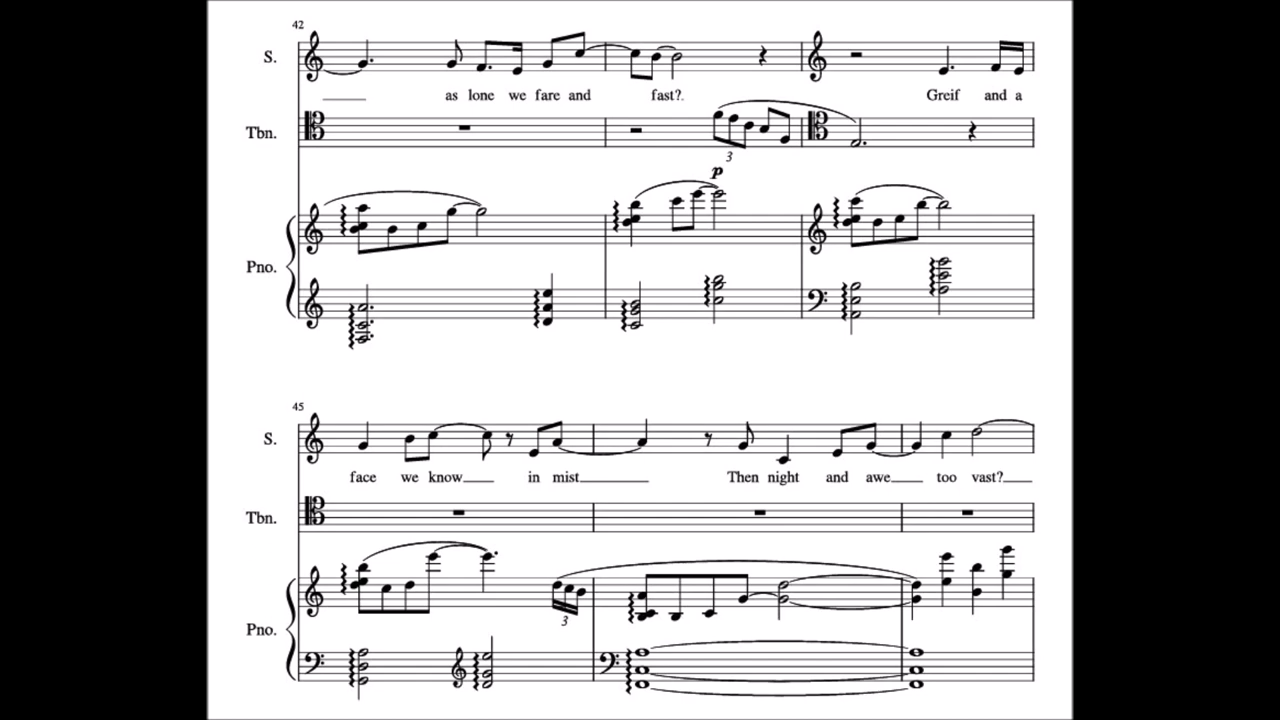 42
S.
as lone we fare and fast?.
Greif and a
Tbn.
3
p
Pno.
45
S.
face we know in mist Then night and awe too vast?
Tbn.
Pno.
3